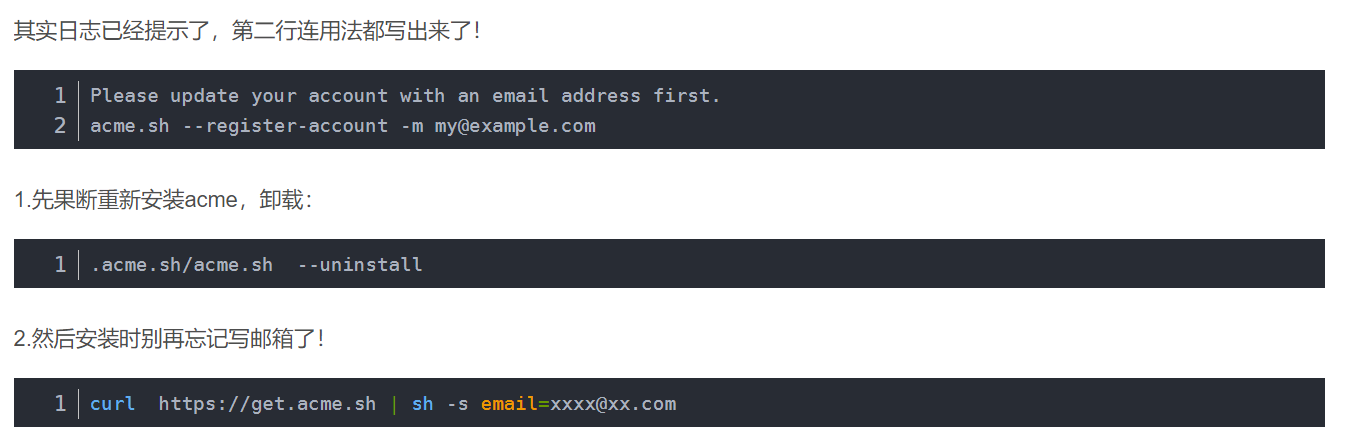 其实日志已经提示了，第二行连用法都写出来了！
1 Please update your account with an email address first.
2 acme.sh --register-account -m my@example.com
1.先果断重新安装acme，卸载：
1 .acme.sh/acme.sh  --uninstall
2.然后安装时别再忘记写邮箱了！
1 curl  https://get.acme.sh | sh -s email=xxxx@xx.com